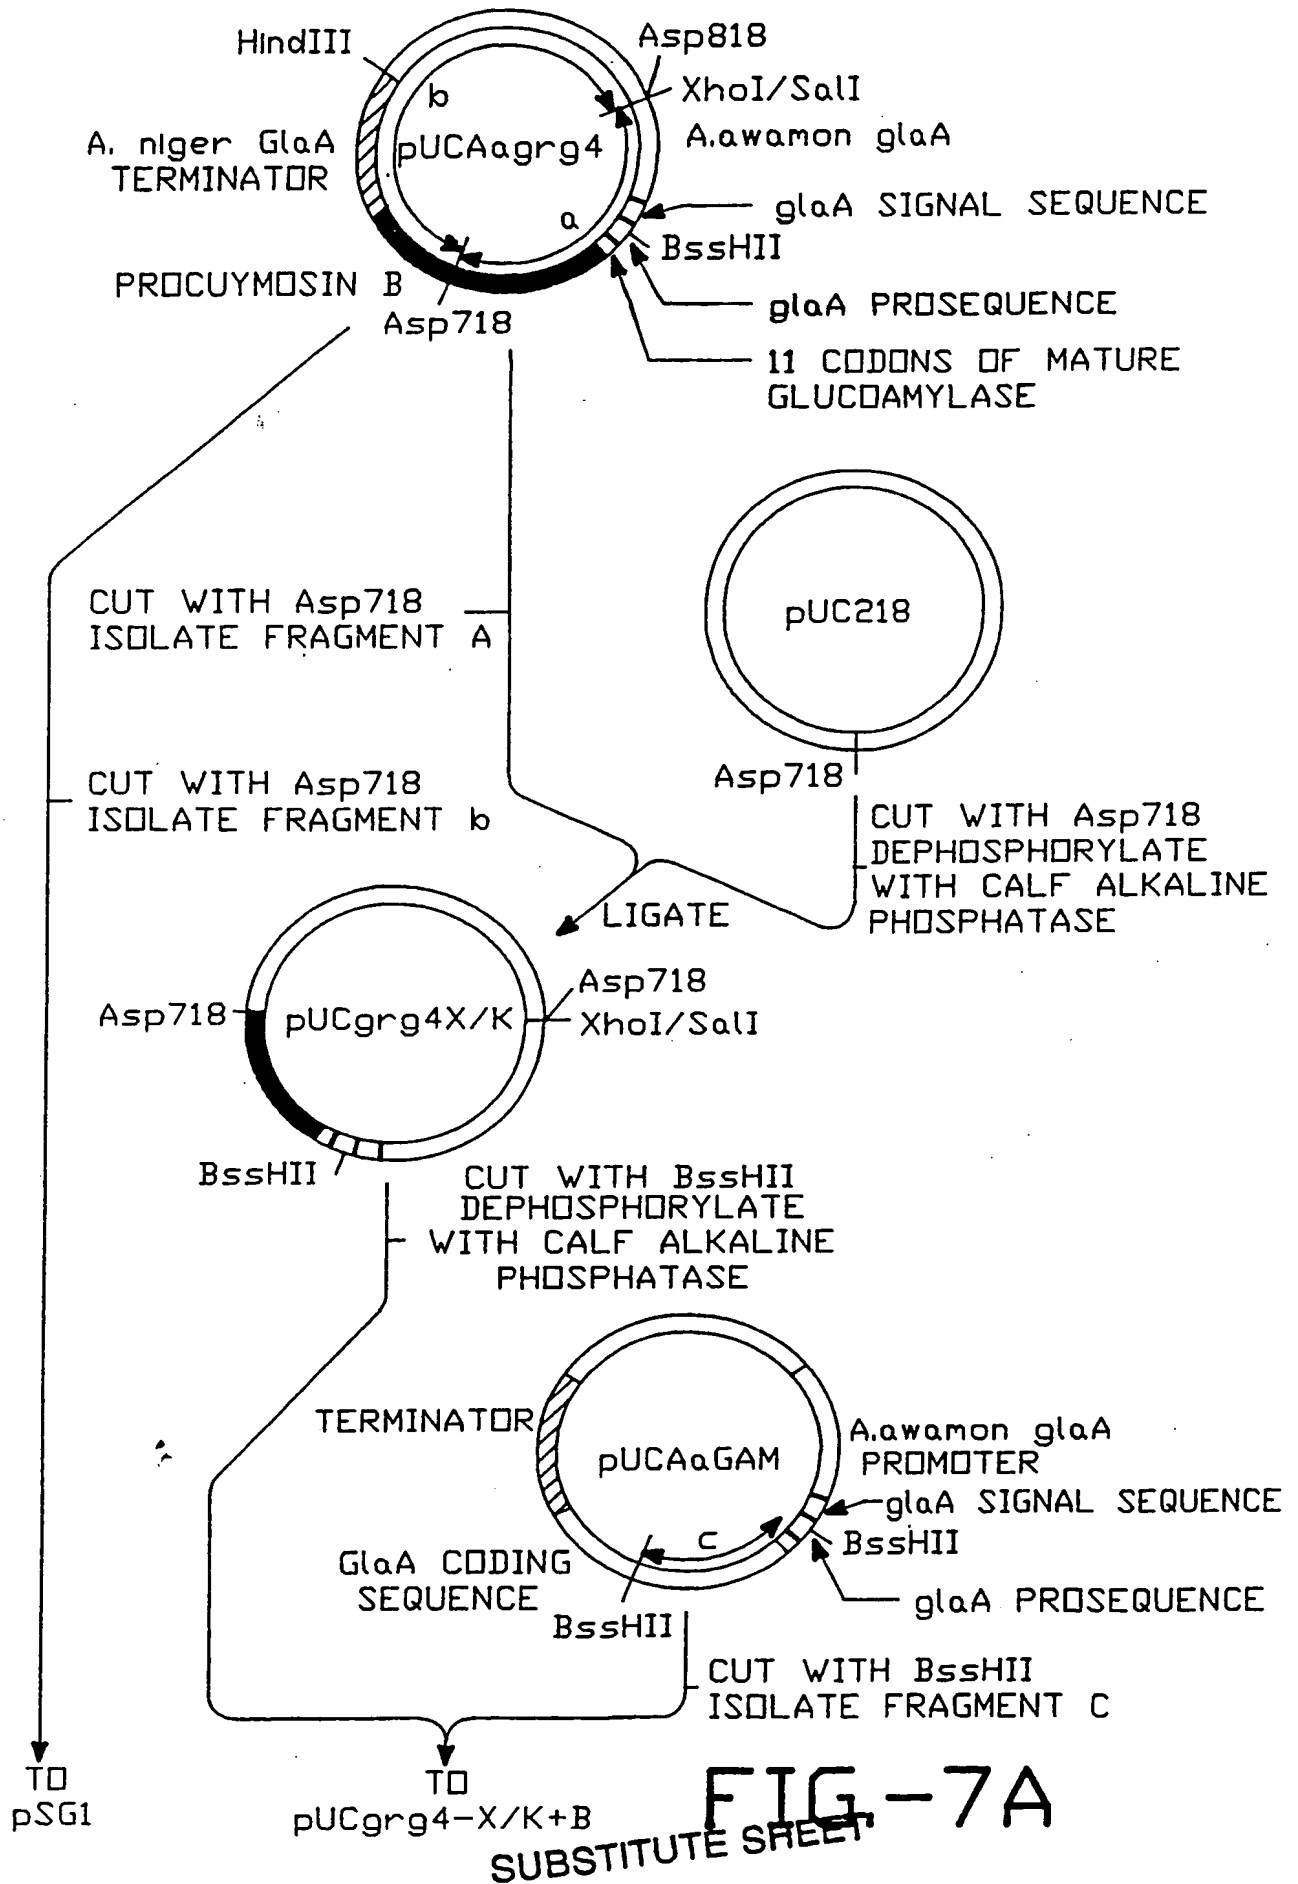 HindIII
Asp818
XhoI/SalI
b
A. niger GlaA
TERMINATOR
pUCAagrg4
A.awamon glaA
a
glaA SIGNAL SEQUENCE
BssHII
PROCUYMOSIN B
glaA PROSEQUENCE
Asp718
11 CODONS OF MATURE
GLUCOAMYLASE
CUT WITH Asp718
ISOLATE FRAGMENT A
pUC218
Asp718
CUT WITH Asp718
ISOLATE FRAGMENT b
CUT WITH Asp718
DEPHOSPHORYLATE
WITH CALF ALKALINE
PHOSPHATASE
LIGATE
Asp718
pUCgrg4X/K
Asp718
XhoI/SalI
BssHII
CUT WITH BssHII
DEPHOSPHORYLATE
WITH CALF ALKALINE
PHOSPHATASE
TERMINATOR
pUCAaGAM
A.awamon glaA
PROMOTER
glaA SIGNAL SEQUENCE
c
BssHII
GlaA CODING
SEQUENCE
BssHII
glaA PROSEQUENCE
CUT WITH BssHII
ISOLATE FRAGMENT C
TO
pSG1
TO
pUCgrg4-X/K+B
FIG.-7A
SUBSTITUTE SHEET